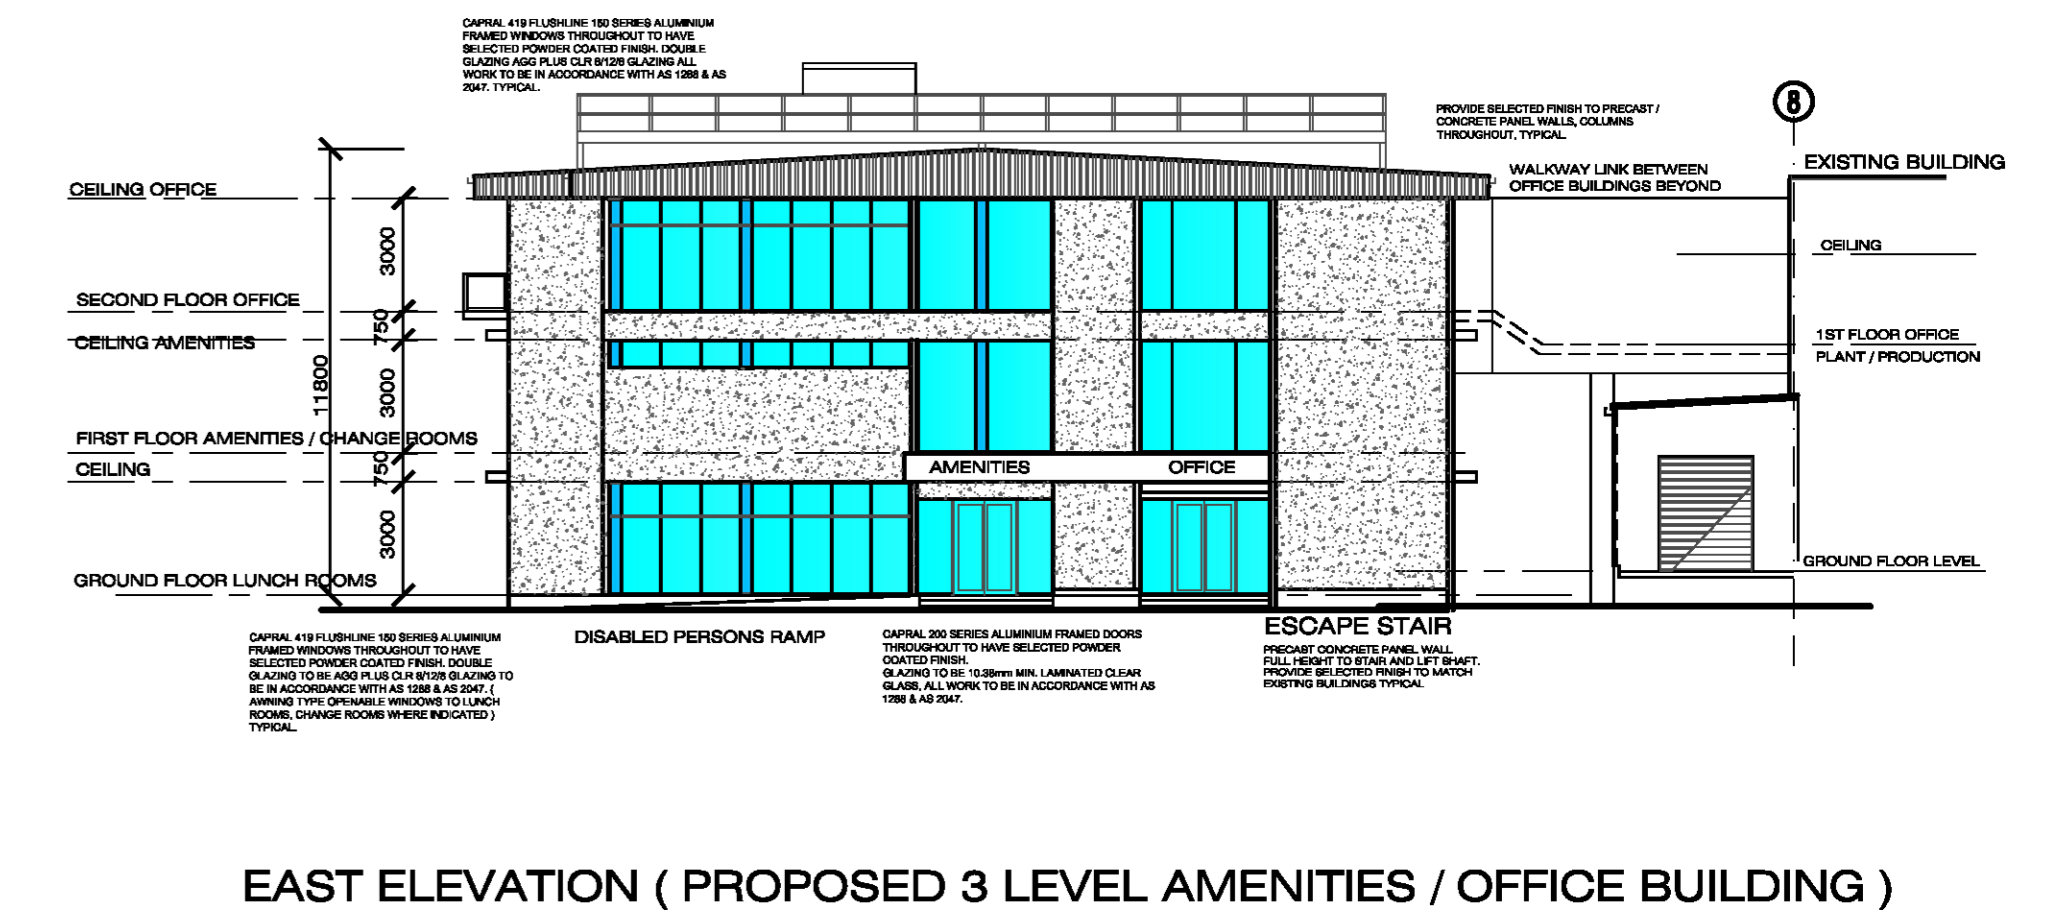 CAPRAL 419 FLUSHLINE 150 SERIES ALUMINIUM
FRAMED WINDOWS THROUGHOUT TO HAVE
SELECTED POWDER COATED FINISH. DOUBLE
GLAZING AGG PLUS CLR 6/12/6 GLAZING ALL
WORK TO BE IN ACCORDANCE WITH AS 1288 & AS
2047. TYPICAL.
PROVIDE SELECTED FINISH TO PRECAST /
CONCRETE PANEL WALLS, COLUMNS
THROUGHOUT, TYPICAL
8
EXISTING BUILDING
WALKWAY LINK BETWEEN
OFFICE BUILDINGS BEYOND
CEILING OFFICE
3000
CEILING
SECOND FLOOR OFFICE
750
CEILING AMENITIES
1ST FLOOR OFFICE
PLANT / PRODUCTION
11800
3000
FIRST FLOOR AMENITIES / CHANGE ROOMS
750
CEILING
AMENITIES
OFFICE
3000
GROUND FLOOR LUNCH ROOMS
GROUND FLOOR LEVEL
CAPRAL 419 FLUSHLINE 150 SERIES ALUMINIUM
FRAMED WINDOWS THROUGHOUT TO HAVE
SELECTED POWDER COATED FINISH. DOUBLE
GLAZING TO BE AGG PLUS CLR 6/12/6 GLAZING TO
BE IN ACCORDANCE WITH AS 1288 & AS 2047. (
AWNING TYPE OPENABLE WINDOWS TO LUNCH
ROOMS, CHANGE ROOMS WHERE INDICATED )
TYPICAL
DISABLED PERSONS RAMP
CAPRAL 200 SERIES ALUMINIUM FRAMED DOORS
THROUGHOUT TO HAVE SELECTED POWDER
COATED FINISH.
GLAZING TO BE 10.38mm MIN. LAMINATED CLEAR
GLASS, ALL WORK TO BE IN ACCORDANCE WITH AS
1288 & AS 2047.
ESCAPE STAIR
PRECAST CONCRETE PANEL WALL
FULL HEIGHT TO STAIR AND LIFT SHAFT.
PROVIDE SELECTED FINISH TO MATCH
EXISTING BUILDINGS TYPICAL
EAST ELEVATION ( PROPOSED 3 LEVEL AMENITIES / OFFICE BUILDING )